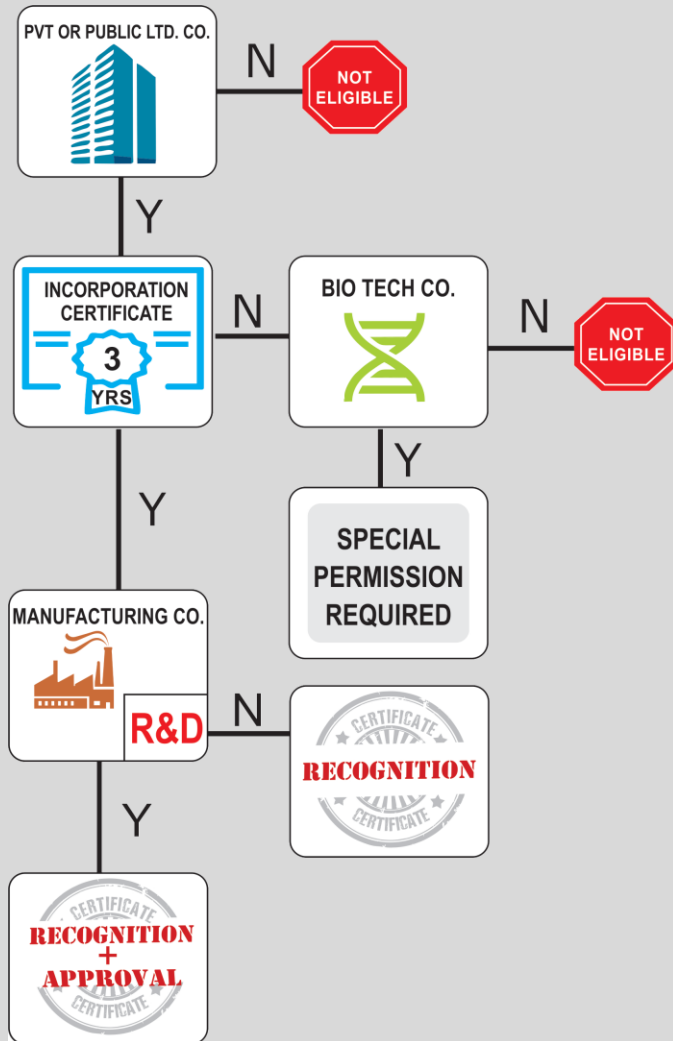 PVT OR PUBLIC LTD. CO.
N
NOT
ELIGIBLE
Y
INCORPORATION
CERTIFICATE
3
YRS
N
BIO TECH CO.
N
NOT
ELIGIBLE
Y
Y
SPECIAL
PERMISSION
REQUIRED
MANUFACTURING CO.
R&D
N
CERTIFICATE
RECOGNITION
CERTIFICATE
Y
CERTIFICATE
RECOGNITION
+
APPROVAL
CERTIFICATE